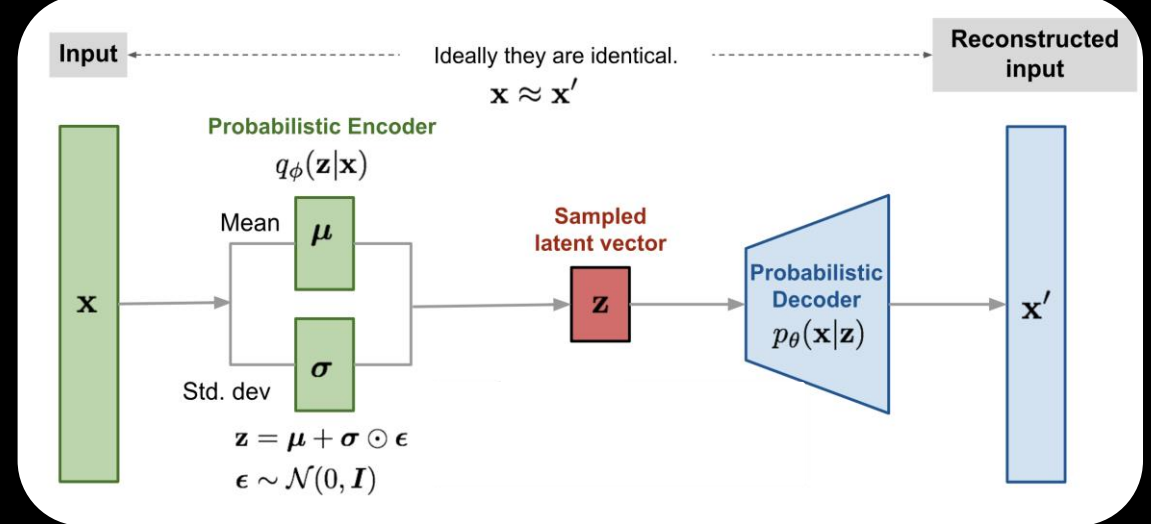 Input
Ideally they are identical.
x ≈ x′
Reconstructed
input
Probabilistic Encoder
qϕ(z|x)
Mean
μ
Sampled
latent vector
x
z
Probabilistic
Decoder
pθ(x|z)
x′
σ
Std. dev
z = μ + σ ⊙ ϵ
ϵ ∼ 𝒩(0, I)